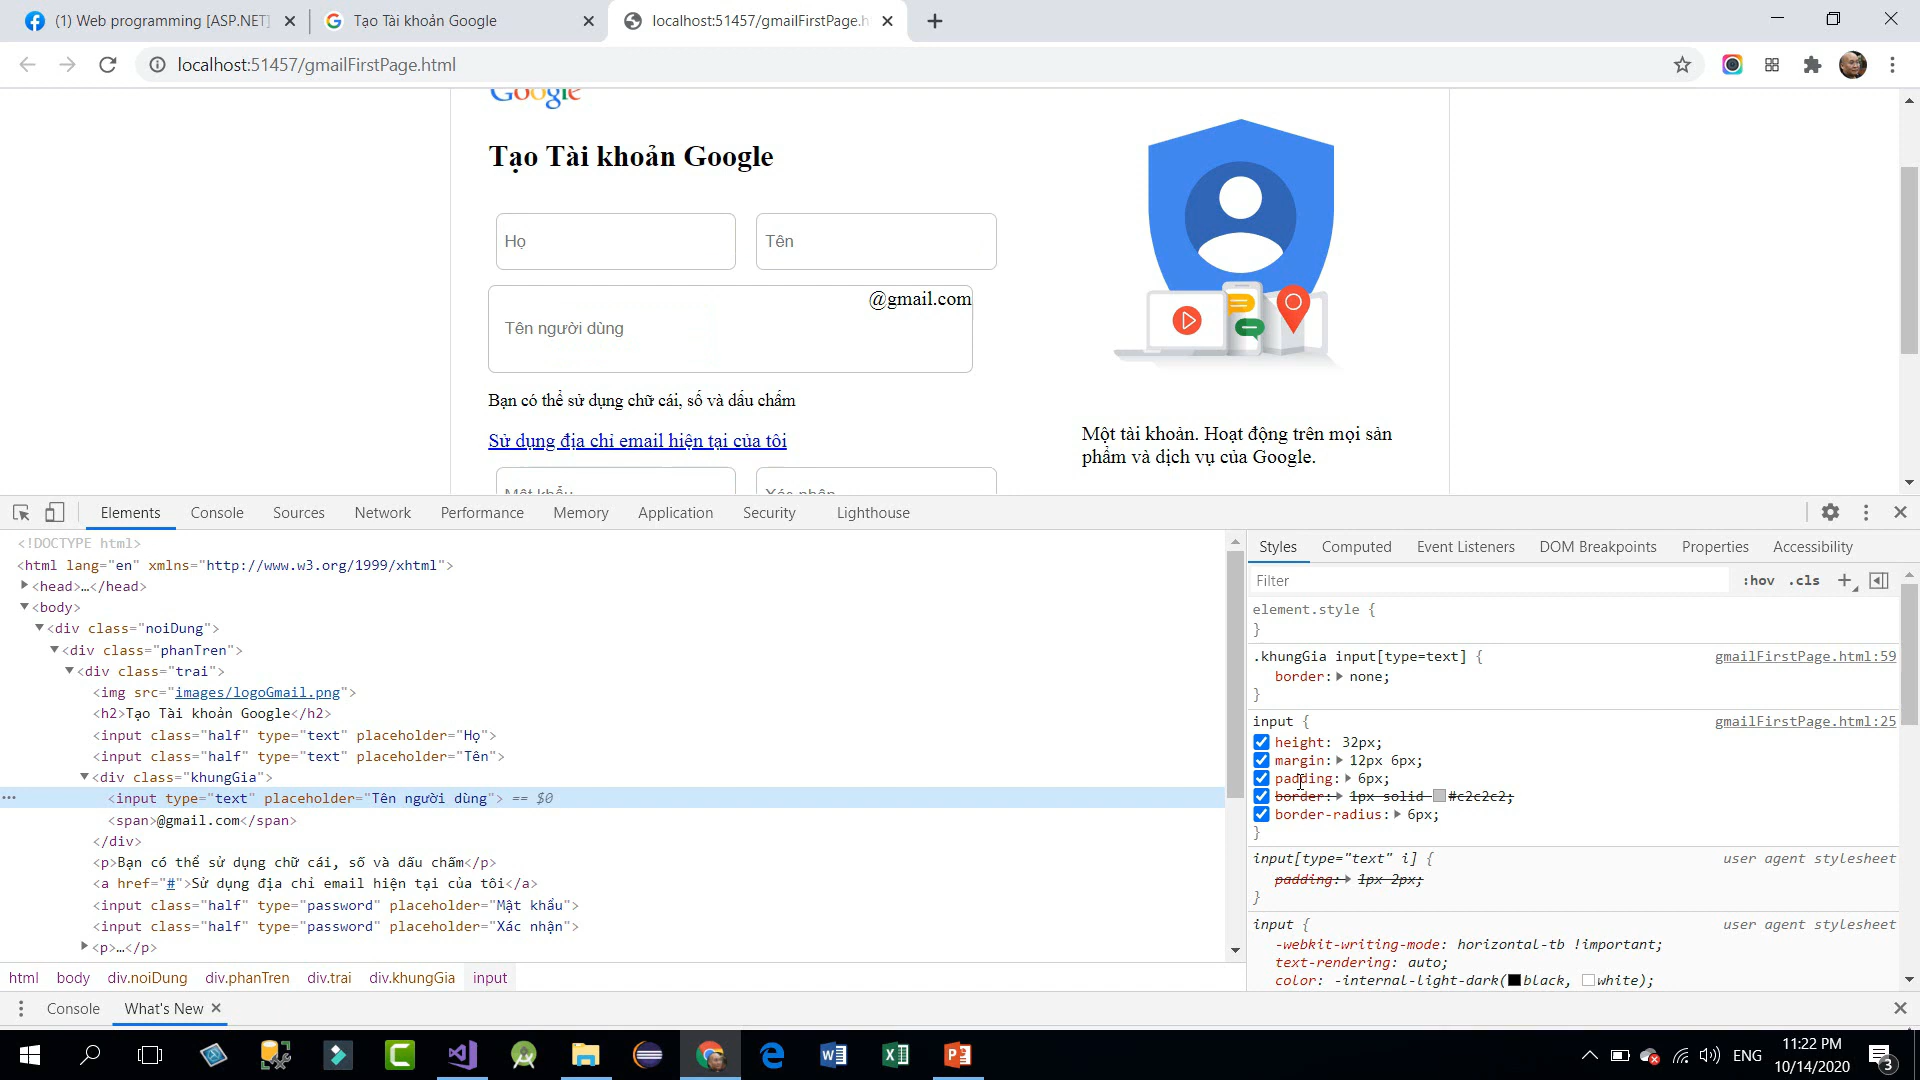 (1) Web programming [ASP.NET]
Tạo Tài khoản Google
localhost:51457/gmailFirstPage.h
localhost:51457/gmailFirstPage.html
Google
Tạo Tài khoản Google
Họ
Tên
@gmail.com
Tên người dùng
Bạn có thể sử dụng chữ cái, số và dấu chấm
Sử dụng địa chỉ email hiện tại của tôi
Một tài khoản. Hoạt động trên mọi sản
phẩm và dịch vụ của Google.
Mật khẩu
Xác nhận
Elements
Console
Sources
Network
Performance
Memory
Application
Security
Lighthouse
<!DOCTYPE html>
<html lang="en" xmlns="http://www.w3.org/1999/xhtml">
<head>…</head>
<body>
<div class="noiDung">
<div class="phanTren">
<div class="trai">
<img src="images/logoGmail.png">
<h2>Tạo Tài khoản Google</h2>
<input class="half" type="text" placeholder="Họ">
<input class="half" type="text" placeholder="Tên">
<div class="khungGia">
<input type="text" placeholder="Tên người dùng"> == $0
<span>@gmail.com</span>
</div>
<p>Bạn có thể sử dụng chữ cái, số và dấu chấm</p>
<a href="#">Sử dụng địa chỉ email hiện tại của tôi</a>
<input class="half" type="password" placeholder="Mật khẩu">
<input class="half" type="password" placeholder="Xác nhận">
<p>…</p>
html
body
div.noiDung
div.phanTren
div.trai
div.khungGia
input
Styles
Computed
Event Listeners
DOM Breakpoints
Properties
Accessibility
Filter
:hov
.cls
element.style {
}
.khungGia input[type=text] {
gmailFirstPage.html:59
border: none;
}
input {
gmailFirstPage.html:25
height: 32px;
margin: 12px 6px;
padding: 6px;
border: 1px solid #c2c2c2;
border-radius: 6px;
}
input[type="text" i] {
user agent stylesheet
padding: 1px 2px;
}
input {
user agent stylesheet
-webkit-writing-mode: horizontal-tb !important;
text-rendering: auto;
color: -internal-light-dark(black, white);
Console
What's New
ENG
11:22 PM
10/14/2020
3